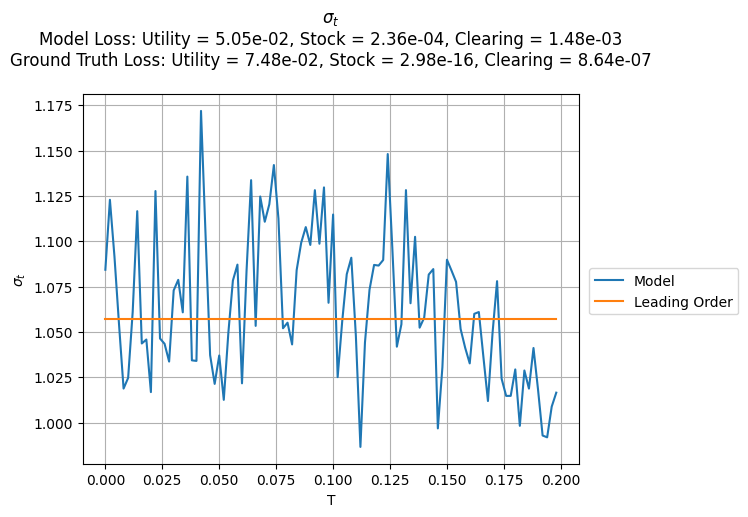 σt
Model Loss: Utility = 5.05e-02, Stock = 2.36e-04, Clearing = 1.48e-03
Ground Truth Loss: Utility = 7.48e-02, Stock = 2.98e-16, Clearing = 8.64e-07
1.175
1.150
1.125
1.100
1.075
1.050
1.025
1.000
σt
0.000 0.025 0.050 0.075 0.100 0.125 0.150 0.175 0.200
T
Model
Leading Order